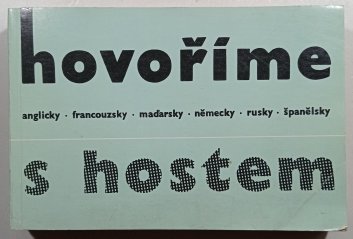 hovoříme
anglicky · francouzsky · maďarsky · německy · rusky · španělsky
s hostem